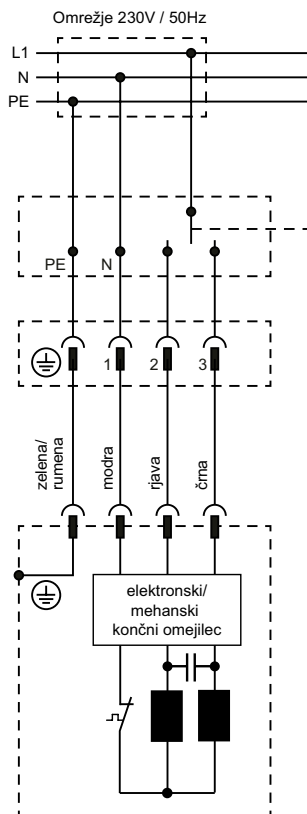 Omrežje 230V / 50Hz
L1
N
PE
PE
N
1
2
3
zelena/
rumena
modra
rjava
črna
elektronski/
mehanski
končni omejilec